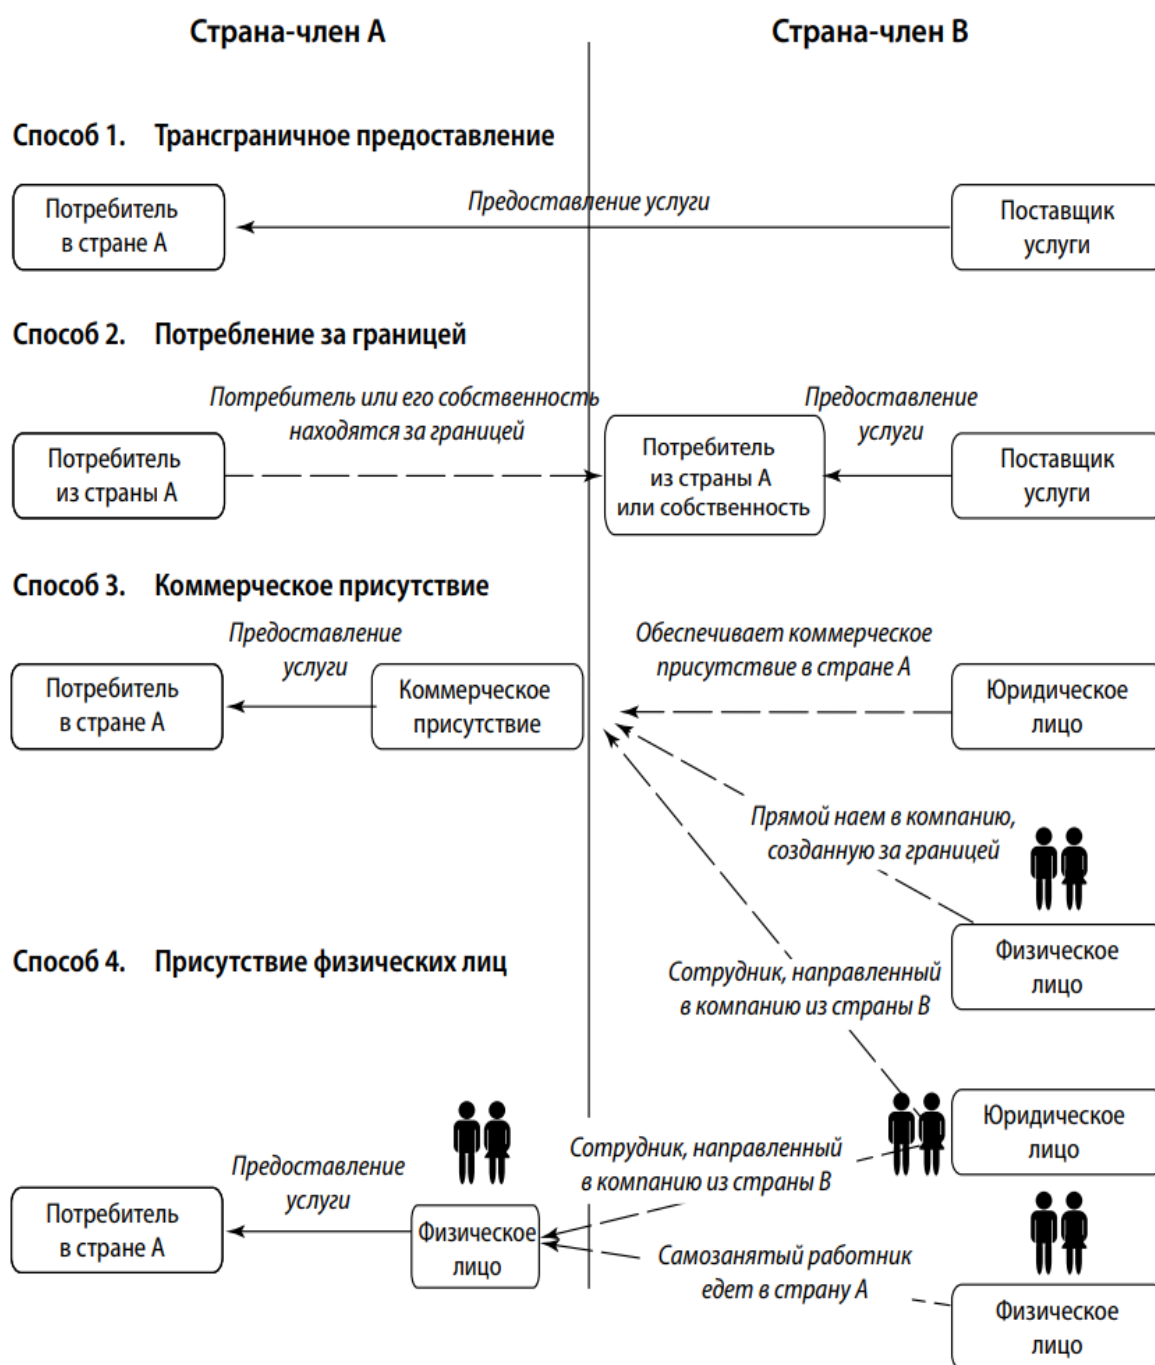 Страна-член А
Страна-член В
Способ 1. Трансграничное предоставление
Потребитель
в стране А
Предоставление услуги
Поставщик
услуги
Способ 2. Потребление за границей
Потребитель
из страны А
Потребитель или его собственность
находятся за границей
Потребитель
из страны А
или собственность
Предоставление
услуги
Поставщик
услуги
Способ 3. Коммерческое присутствие
Потребитель
в стране А
Предоставление
услуги
Коммерческое
присутствие
Обеспечивает коммерческое
присутствие в стране А
Юридическое
лицо
Прямой наем в компанию,
созданную за границей
Физическое
лицо
Способ 4. Присутствие физических лиц
Сотрудник, направленный
в компанию из страны В
Юридическое
лицо
Потребитель
в стране А
Предоставление
услуги
Физическое
лицо
Сотрудник, направленный
в компанию из страны В
Самозанятый работник
едет в страну А
Физическое
лицо